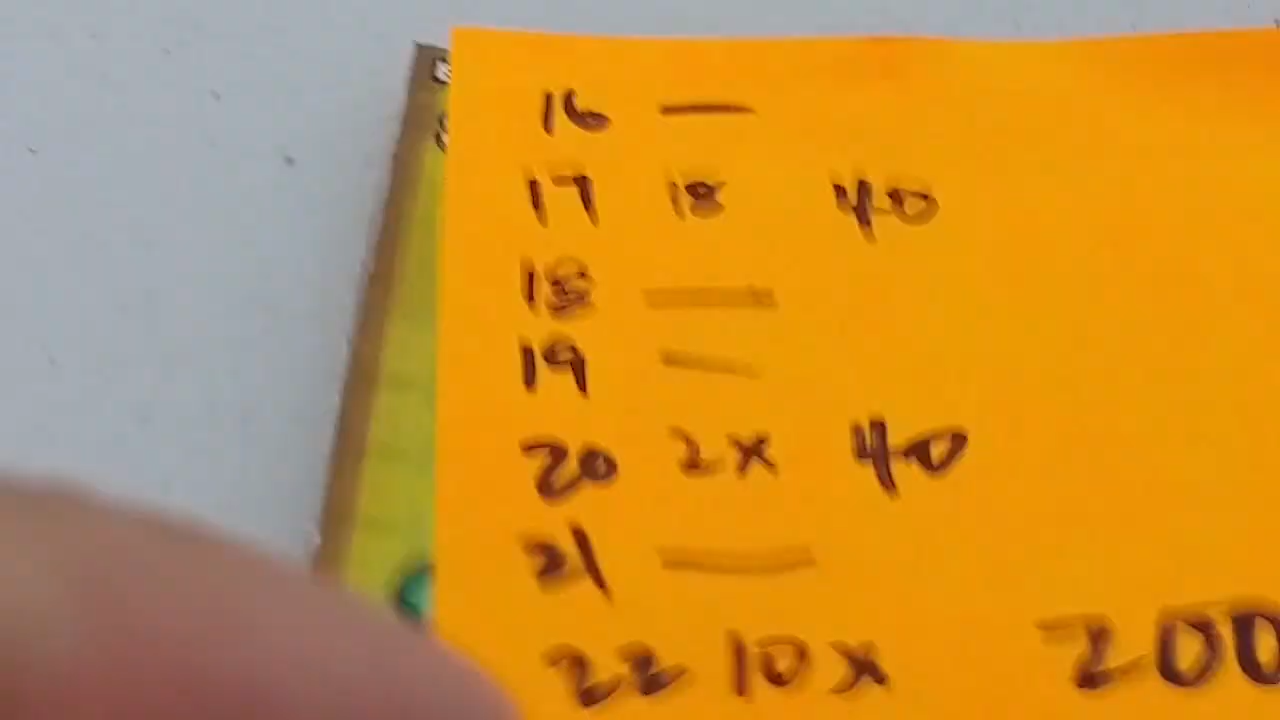 16 —
17 18 40
18 —
19 —
20 2x 40
21 —
22 10x 200